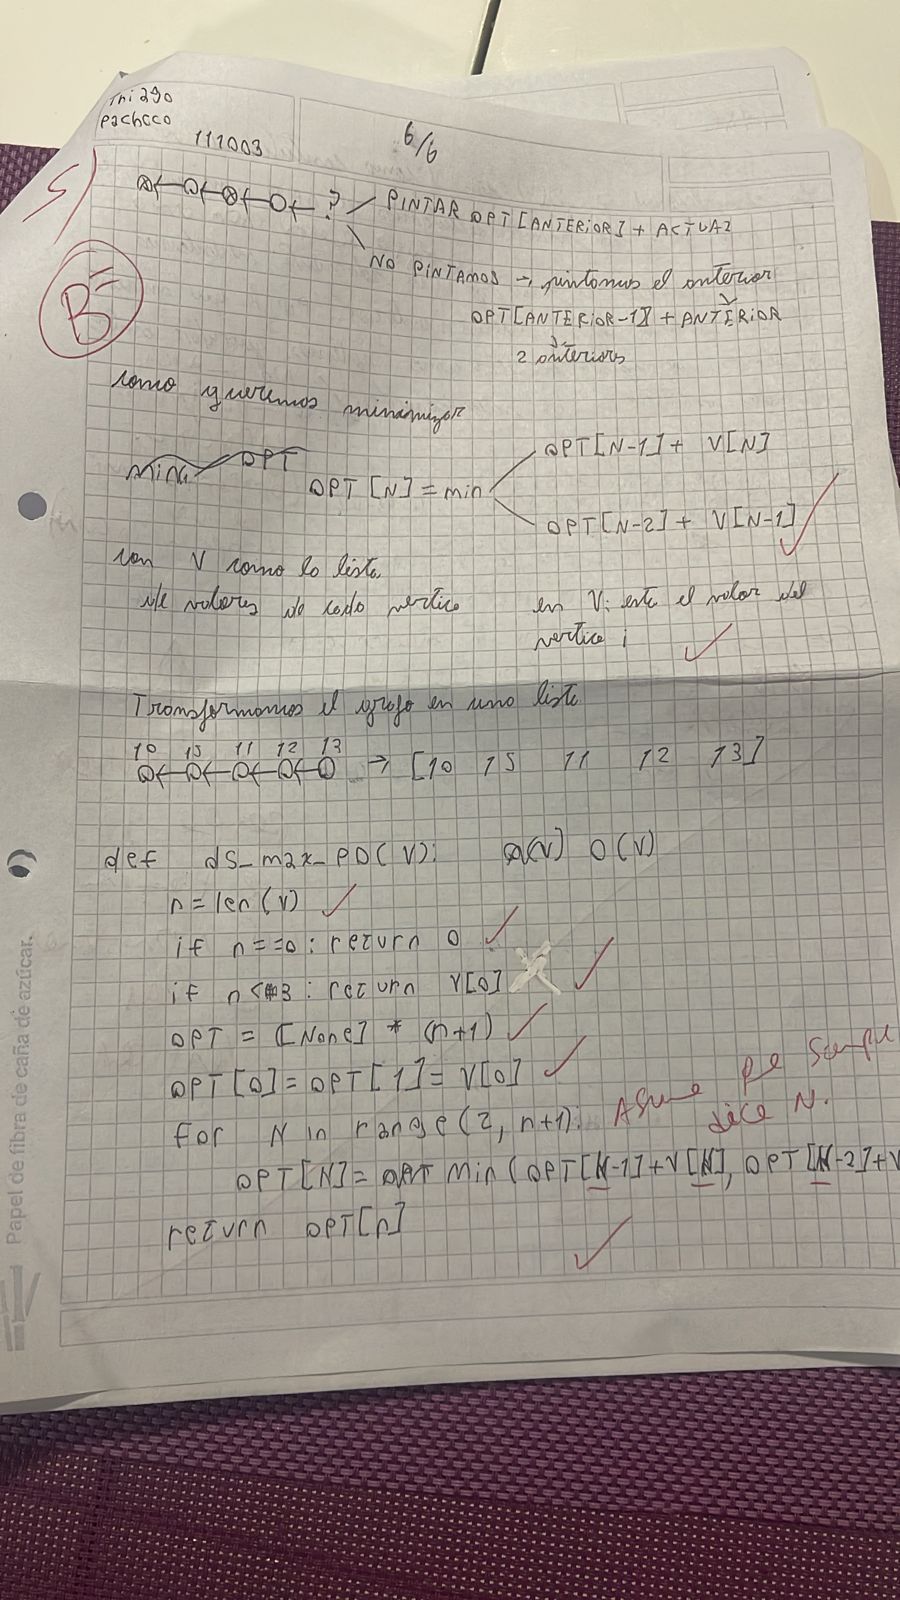 Thiago
Pacheco
111003
6/6
5)
B-
?
PINTAR OPT[ANTERIOR] + ACTUAL
NO PINTAMOS → pintamos el anterior
OPT[ANTERIOR-1] + ANTERIOR
2 anteriores
como queremos minimizar
MIN OPT
OPT[N] = min
OPT[N-1] + V[N]
OPT[N-2] + V[N-1]
con V como la lista
de valores de cada vertice
en Vi esta el valor del
vertice i
Transformamos el grafo en una lista
10 15 11 12 13
→ [10 15 11 12 13]
def ds_max_PD(V): O(V) O(V)
n = len(V)
if n==0: return 0
if n<3: return V[0]
OPT = [None] * (n+1)
OPT[0] = OPT[1] = V[0]
for N in range(2, n+1):
Asumo que siempre
dice N.
OPT[N] = OPT min(OPT[N-1]+V[N], OPT[N-2]+V
return OPT[n]
Papel de fibra de caña de azúcar.